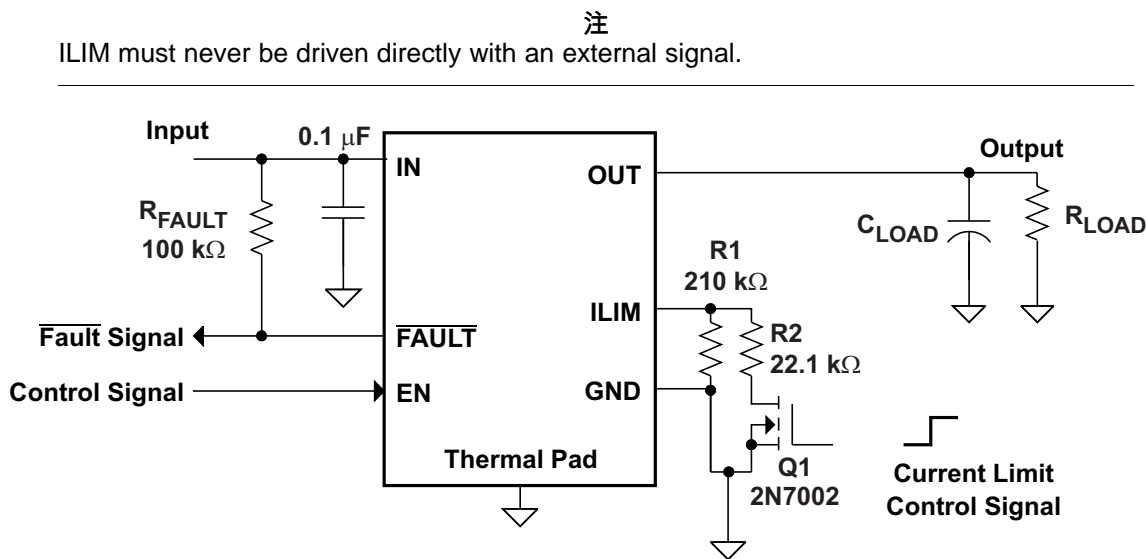 注
ILIM must never be driven directly with an external signal.
Input
0.1 μF
IN
OUT
Output
RFAULT
100 kΩ
CLOAD
RLOAD
R1
210 kΩ
ILIM
Fault Signal
FAULT
R2
22.1 kΩ
Control Signal
EN
GND
Thermal Pad
Q1
2N7002
Current Limit
Control Signal